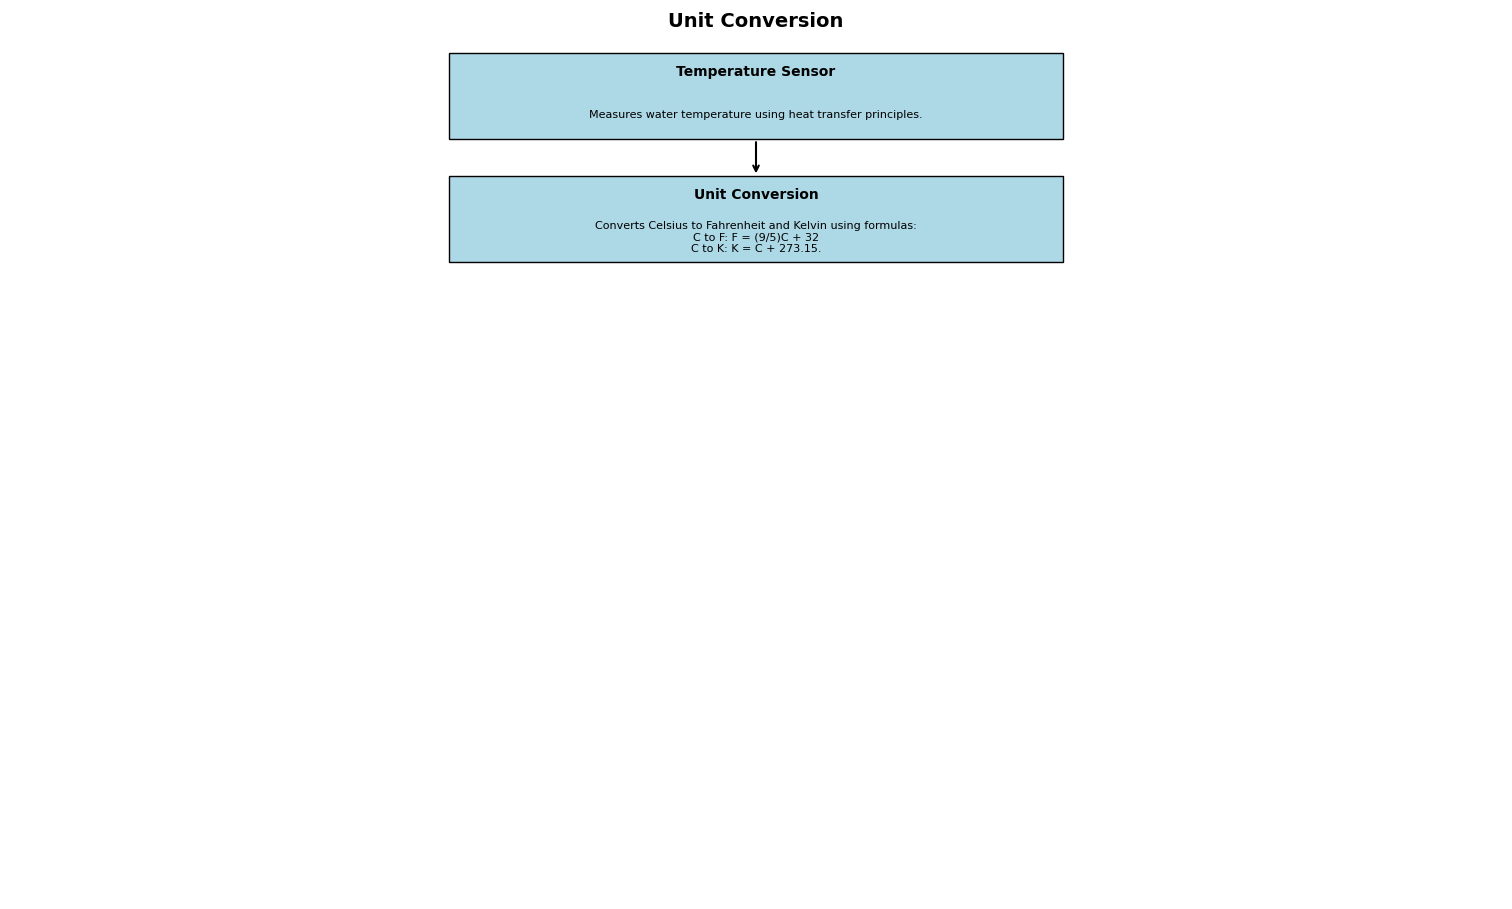 Unit Conversion
Temperature Sensor
Measures water temperature using heat transfer principles.
Unit Conversion
Converts Celsius to Fahrenheit and Kelvin using formulas:
C to F: F = (9/5)C + 32
C to K: K = C + 273.15.